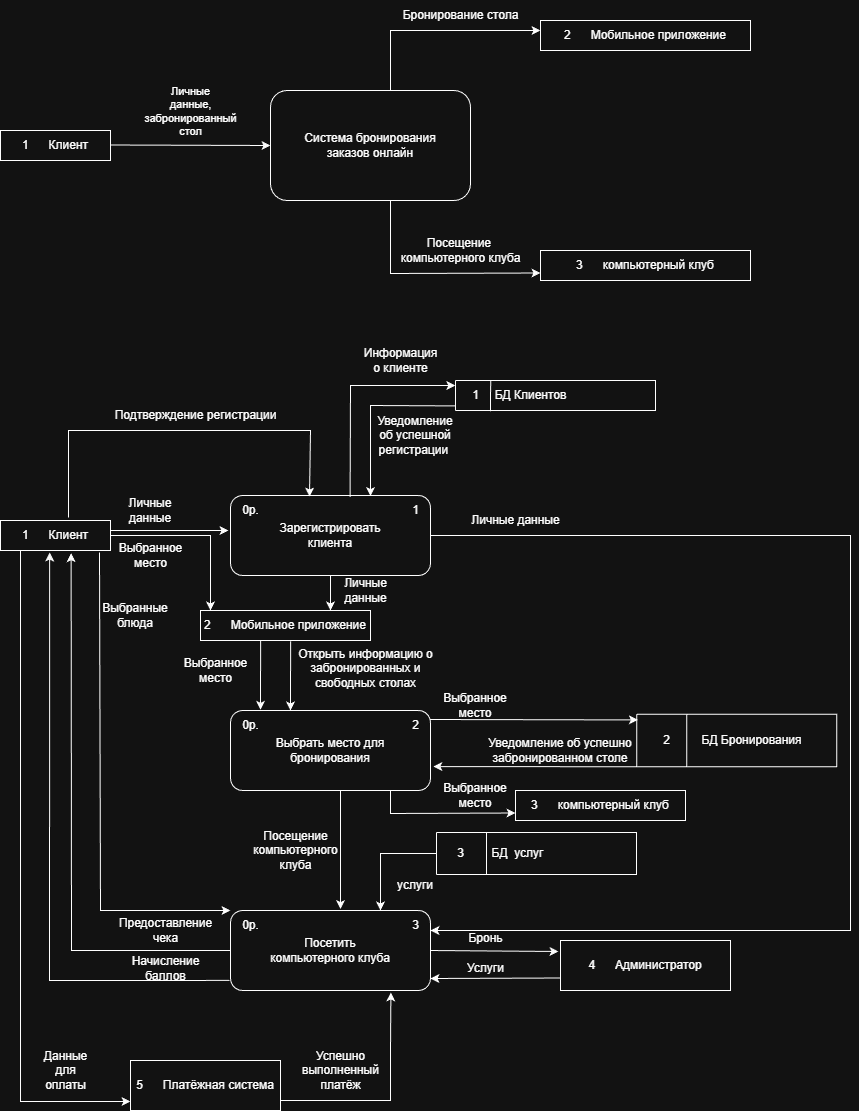 Бронирование стола
2 Мобильное приложение
Личные
данные,
забронированный
стол
1 Клиент
Система бронирования
заказов онлайн
Посещение
компьютерного клуба
3 компьютерный клуб
Информация
о клиенте
1 БД Клиентов
Подтверждение регистрации
Уведомление
об успешной
регистрации
Личные
данные
0р. 1
Зарегистрировать
клиента
Личные данные
1 Клиент
Выбранное
место
Личные
данные
Выбранные
блюда
2 Мобильное приложение
Выбранное
место
Открыть информацию о
забронированных и
свободных столах
Выбранное
место
0р. 2
Выбрать место для
бронирования
Уведомление об успешно
забронированном столе
2 БД Бронирования
Выбранное
место
3 компьютерный клуб
Посещение
компьютерного
клуба
3 БД услуг
услуги
Предоставление
чека
0р. 3
Посетить
компьютерного клуба
Бронь
Начисление
баллов
Услуги
4 Администратор
Данные
для
оплаты
5 Платёжная система
Успешно
выполненный
платёж